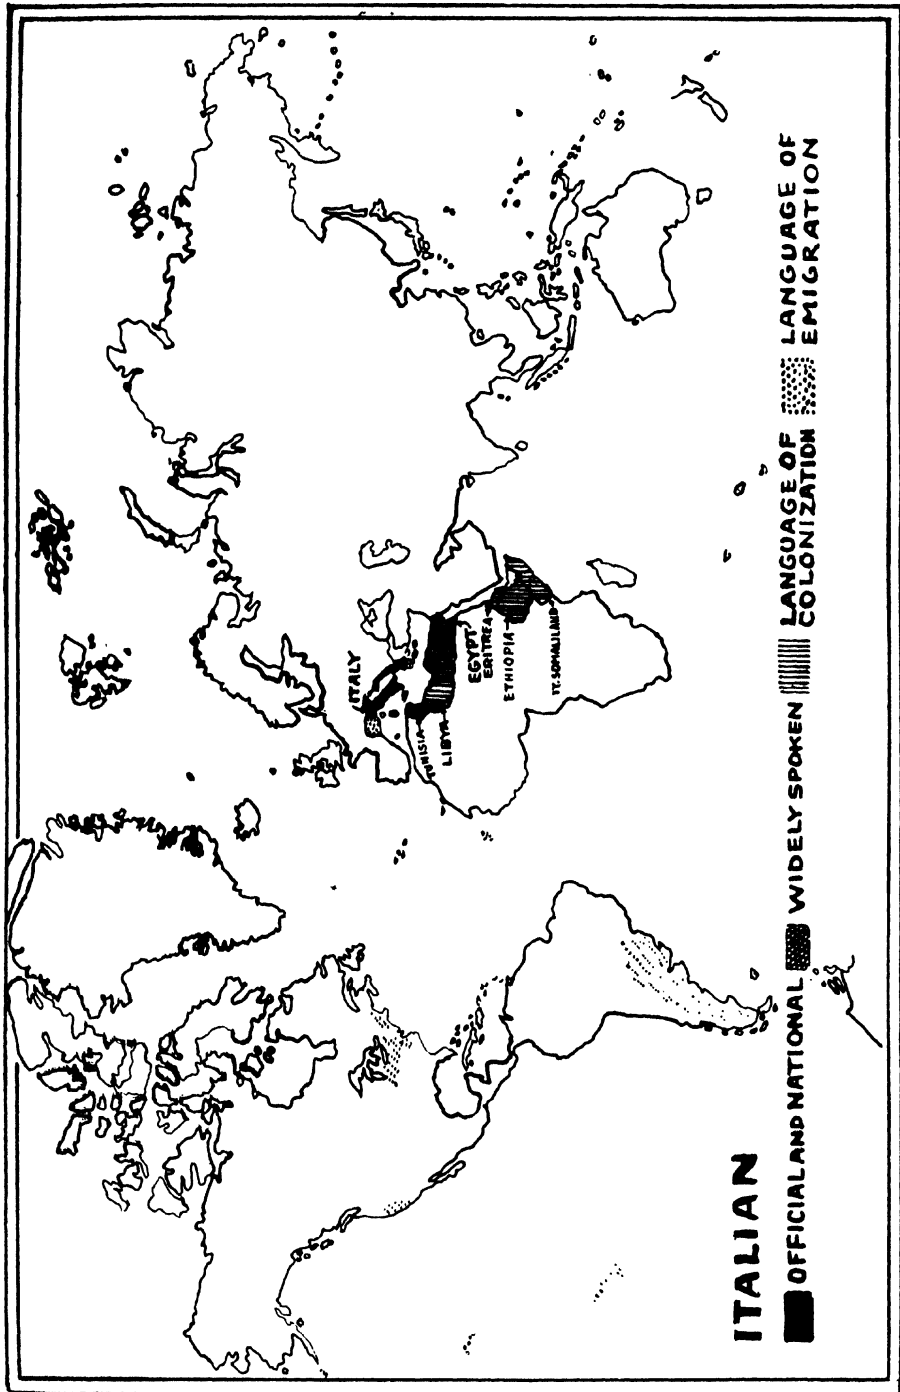 ITALY
TUNISIA
LIBYA
EGYPT
ERITREA
ETHIOPIA
IT. SOMALILAND
ITALIAN
OFFICIAL AND NATIONAL
WIDELY SPOKEN
LANGUAGE OF
COLONIZATION
LANGUAGE OF
EMIGRATION